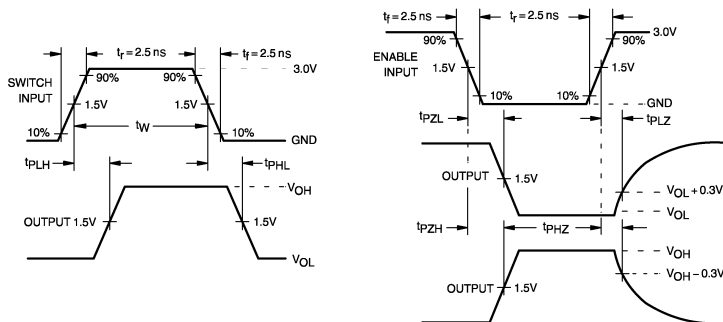 tr = 2.5 ns
tf = 2.5 ns
SWITCH
INPUT
90%
90%
3.0V
1.5V
1.5V
10%
tW
10%
GND
tPLH
tPHL
VOH
OUTPUT 1.5V
1.5V
VOL
tf = 2.5 ns
tr = 2.5 ns
90%
90%
3.0V
ENABLE
INPUT
1.5V
1.5V
10%
10%
GND
tPZL
tPLZ
OUTPUT
1.5V
VOL + 0.3V
VOL
tPZH
tPHZ
VOH
VOH – 0.3V
OUTPUT
1.5V